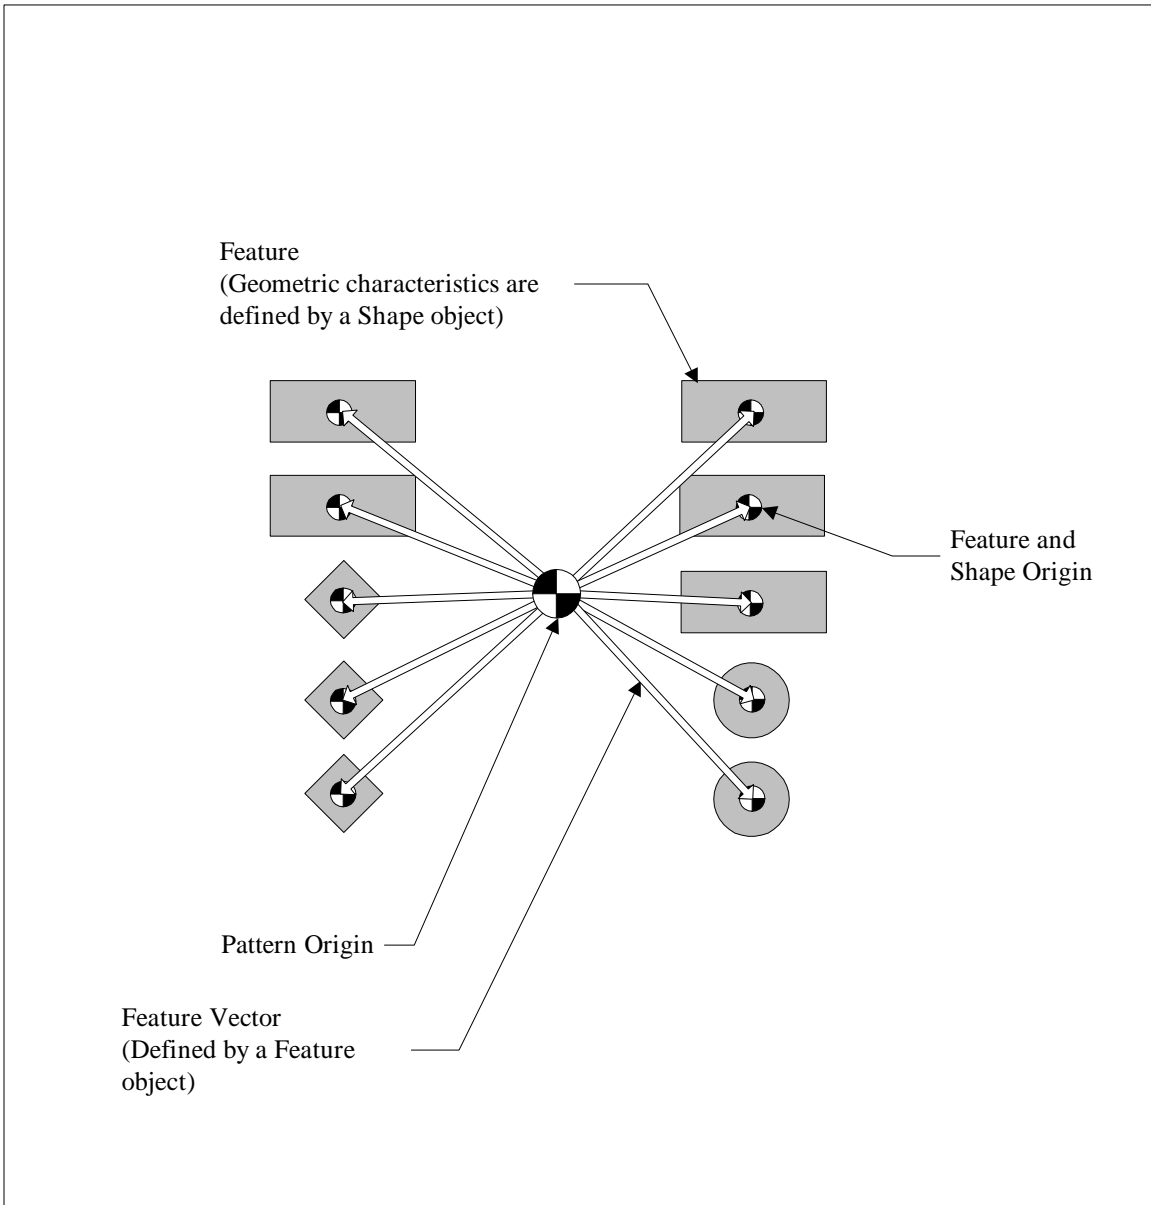 Feature
(Geometric characteristics are
defined by a Shape object)
Feature and
Shape Origin
Pattern Origin
Feature Vector
(Defined by a Feature
object)